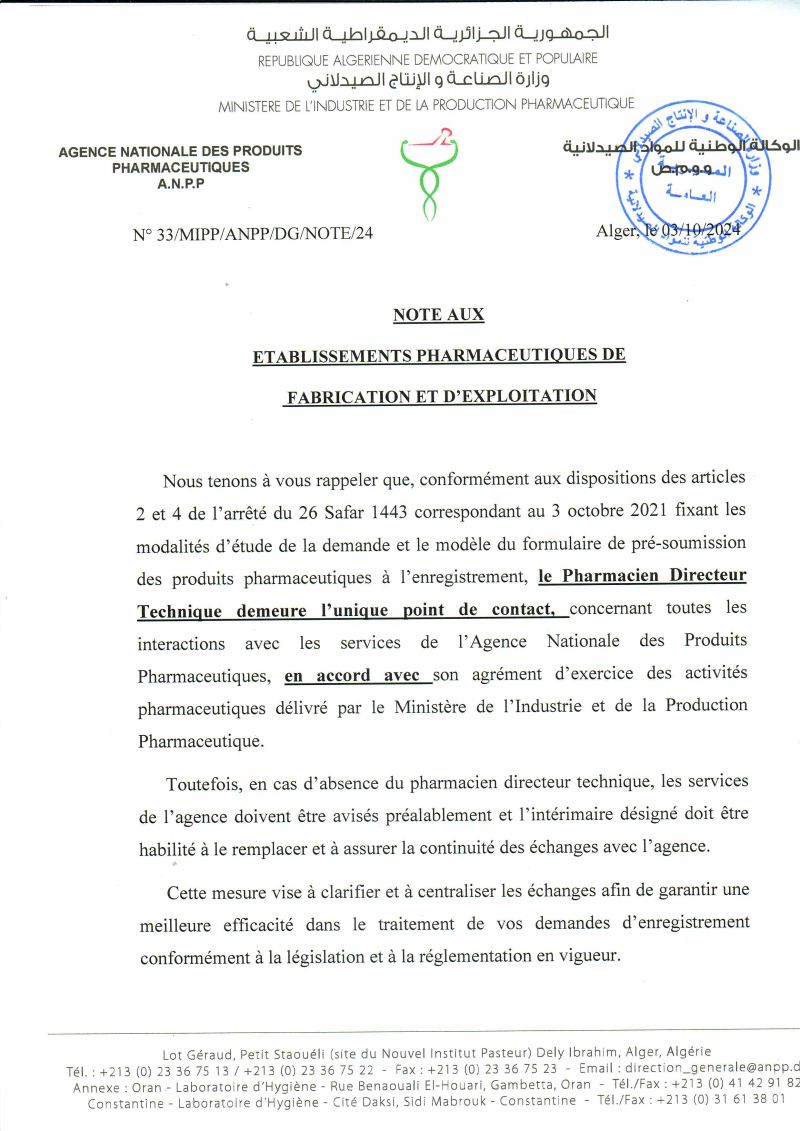 الجمهورية الجزائرية الديمقراطية الشعبية
REPUBLIQUE ALGERIENNE DEMOCRATIQUE ET POPULAIRE
وزارة الصناعة و الإنتاج الصيدلاني
MINISTERE DE L'INDUSTRIE ET DE LA PRODUCTION PHARMACEUTIQUE
AGENCE NATIONALE DES PRODUITS
PHARMACEUTIQUES
A.N.P.P
الوكالة الوطنية للمواد الصيدلانية
و.و.م.ص
وزارة الصناعة و الإنتاج الصيدلاني
المديرية
العامة
الوكالة الوطنية للمواد الصيدلانية
N° 33/MIPP/ANPP/DG/NOTE/24
Alger, le 03/10/2024
NOTE AUX
ETABLISSEMENTS PHARMACEUTIQUES DE
FABRICATION ET D'EXPLOITATION
Nous tenons à vous rappeler que, conformément aux dispositions des articles
2 et 4 de l'arrêté du 26 Safar 1443 correspondant au 3 octobre 2021 fixant les
modalités d'étude de la demande et le modèle du formulaire de pré-soumission
des produits pharmaceutiques à l'enregistrement, le Pharmacien Directeur
Technique demeure l'unique point de contact, concernant toutes les
interactions avec les services de l'Agence Nationale des Produits
Pharmaceutiques, en accord avec son agrément d'exercice des activités
pharmaceutiques délivré par le Ministère de l'Industrie et de la Production
Pharmaceutique.
Toutefois, en cas d'absence du pharmacien directeur technique, les services
de l'agence doivent être avisés préalablement et l'intérimaire désigné doit être
habilité à le remplacer et à assurer la continuité des échanges avec l'agence.
Cette mesure vise à clarifier et à centraliser les échanges afin de garantir une
meilleure efficacité dans le traitement de vos demandes d'enregistrement
conformément à la législation et à la réglementation en vigueur.
Lot Géraud, Petit Staouéli (site du Nouvel Institut Pasteur) Dely Ibrahim, Alger, Algérie
Tél. : +213 (0) 23 36 75 13 / +213 (0) 23 36 75 22 - Fax : +213 (0) 23 36 75 23 - Email : direction_generale@anpp.d
Annexe : Oran - Laboratoire d'Hygiène - Rue Benaouali El-Houari, Gambetta, Oran - Tél./Fax : +213 (0) 41 42 91 82
Constantine - Laboratoire d'Hygiène - Cité Daksi, Sidi Mabrouk - Constantine - Tél./Fax : +213 (0) 31 61 38 01